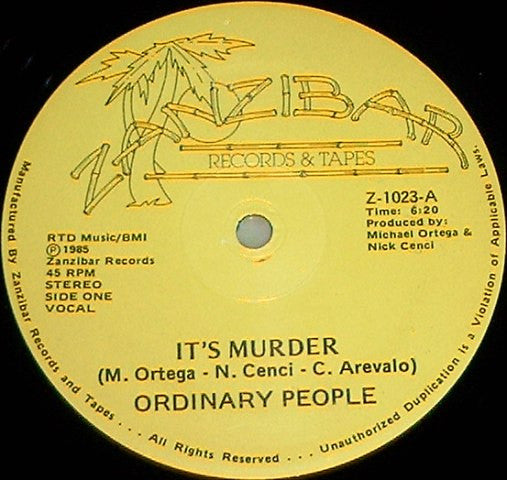 ZANZIBAR
RECORDS & TAPES
Z-1023-A
Time: 6:20
Produced by:
Michael Ortega &
Nick Cenci
RTD Music/BMI
Ⓟ 1985
Zanzibar Records
45 RPM
STEREO
SIDE ONE
VOCAL
IT'S MURDER
(M. Ortega - N. Cenci - C. Arevalo)
ORDINARY PEOPLE
Manufactured By Zanzibar Records and Tapes . . . All Rights Reserved . . . Unauthorized Duplication is a Violation of Applicable Laws.